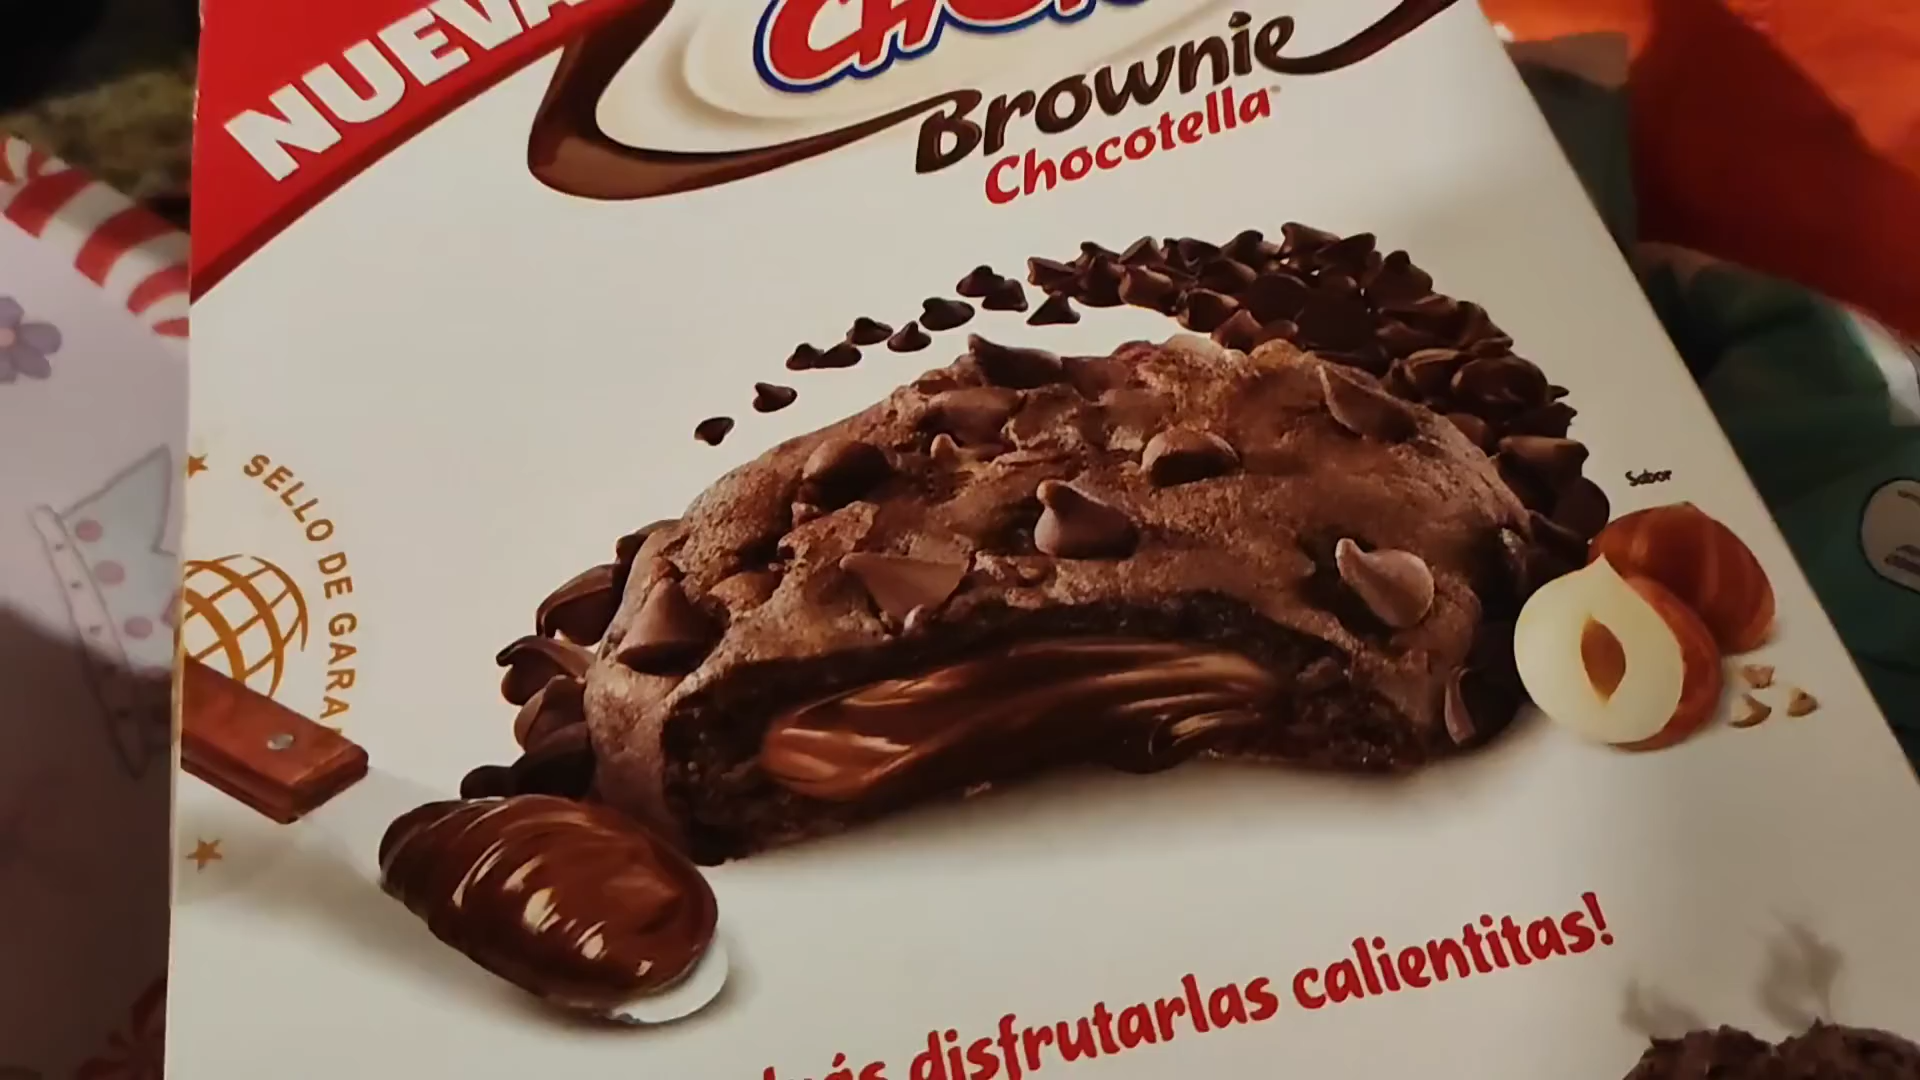 NUEVA
Brownie
Chocotella
SELLO DE GARA
Sabor
disfrutarlas calientitas!